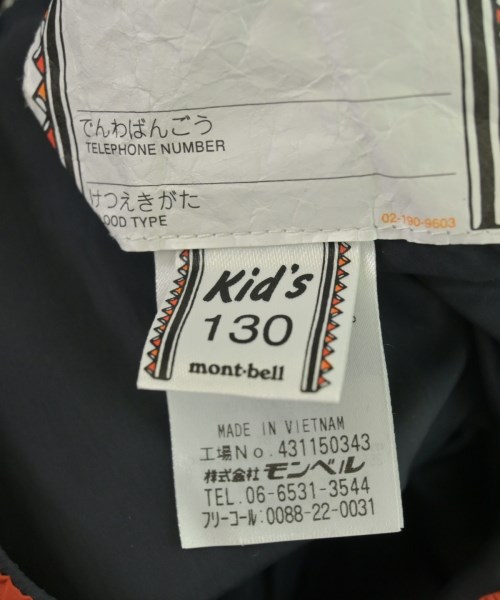 でんわばんごう
TELEPHONE NUMBER
けつえきがた
OOD TYPE
02-190-9603
Kid's
130
mont-bell
MADE IN VIETNAM
工場No.431150343
株式会社モンベル
TEL.06-6531-3544
フリーコール:0088-22-0031